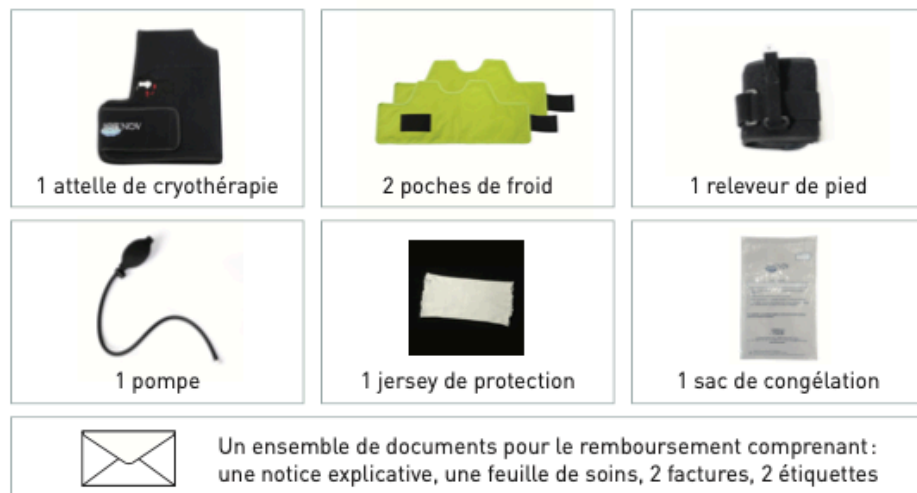 1 attelle de cryothérapie
2 poches de froid
1 releveur de pied
1 pompe
1 jersey de protection
1 sac de congélation
Un ensemble de documents pour le remboursement comprenant :
une notice explicative, une feuille de soins, 2 factures, 2 étiquettes